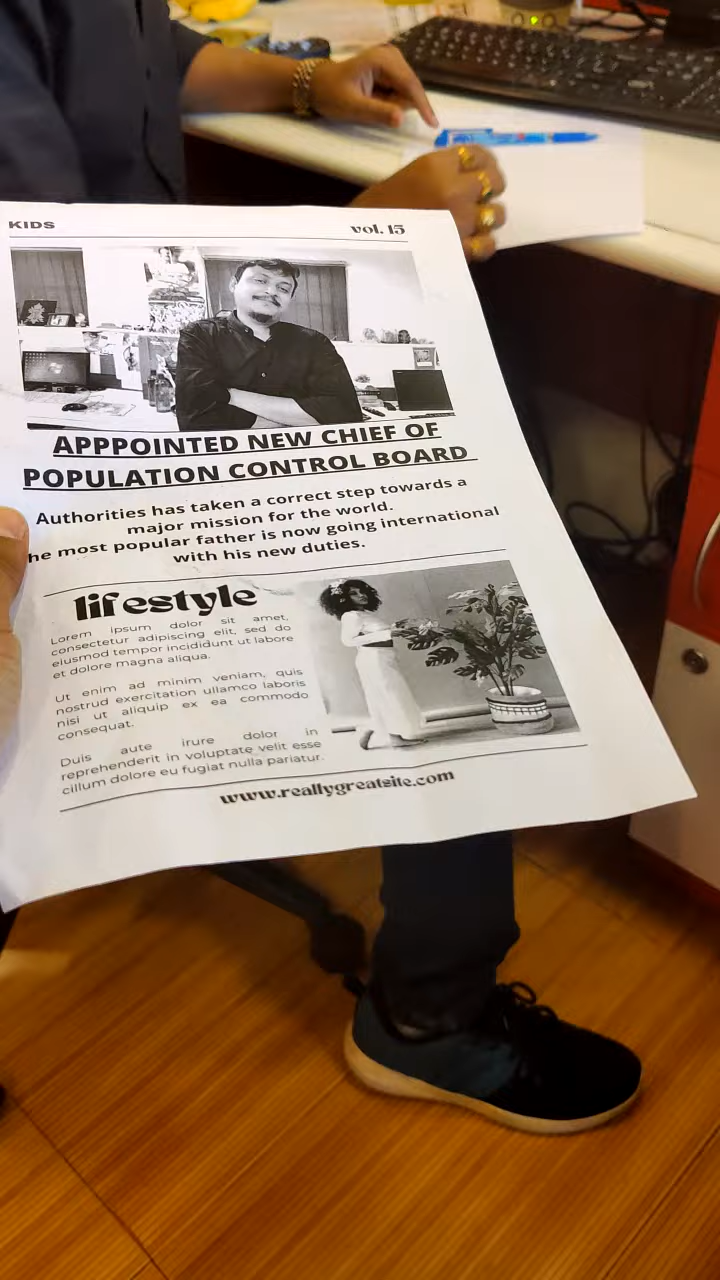 KIDS vol. 15
APPPOINTED NEW CHIEF OF
POPULATION CONTROL BOARD
Authorities has taken a correct step towards a
major mission for the world.
he most popular father is now going international
with his new duties.
lifestyle
Lorem ipsum dolor sit amet,
consectetur adipiscing elit, sed do
eiusmod tempor incididunt ut labore
et dolore magna aliqua.
Ut enim ad minim veniam, quis
nostrud exercitation ullamco laboris
nisi ut aliquip ex ea commodo
consequat.
Duis aute irure dolor in
reprehenderit in voluptate velit esse
cillum dolore eu fugiat nulla pariatur.
www.reallygreatsite.com